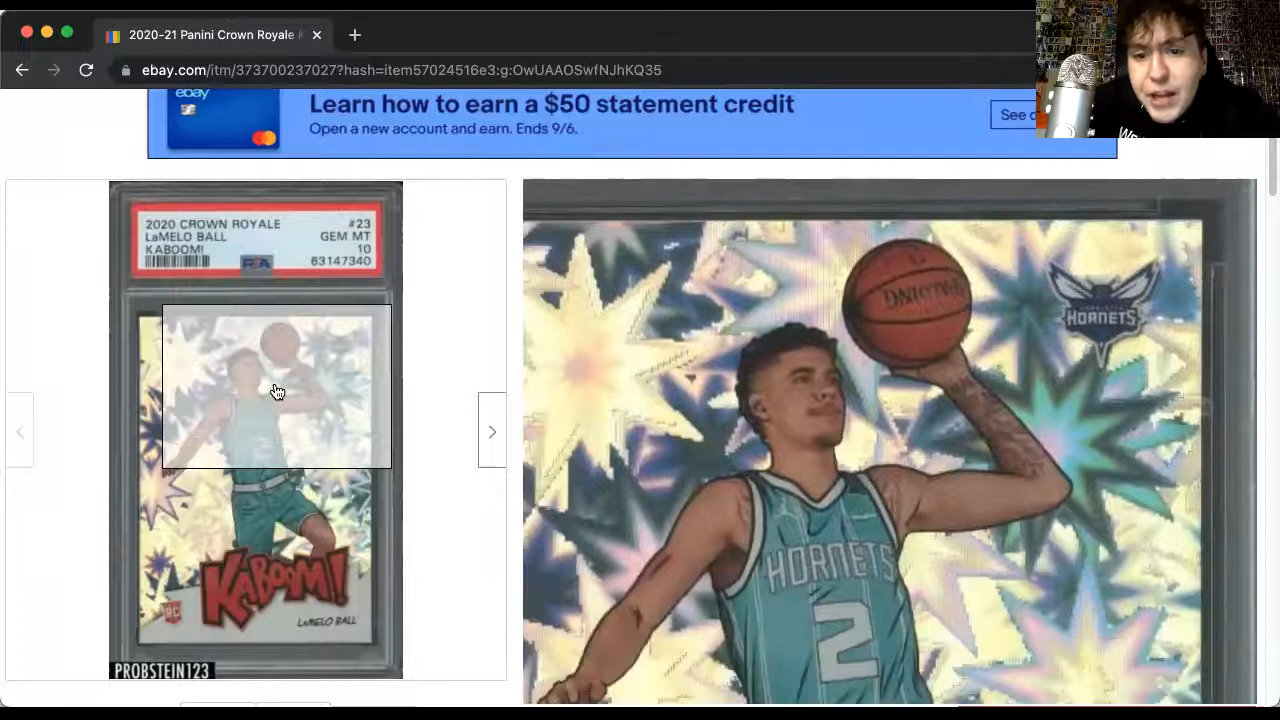 2020-21 Panini Crown Royale
ebay.com/itm/373700237027?hash=item57024516e3:g:OwUAAOSwfNJhKQ35
ebay
Learn how to earn a $50 statement credit
Open a new account and earn. Ends 9/6.
See
2020 CROWN ROYALE #23
LaMELO BALL GEM MT
KABOOM! 10
PSA 63147340
HORNETS
HORNETS
2
KABOOM!
RC
LaMELO BALL
PROBSTEIN123